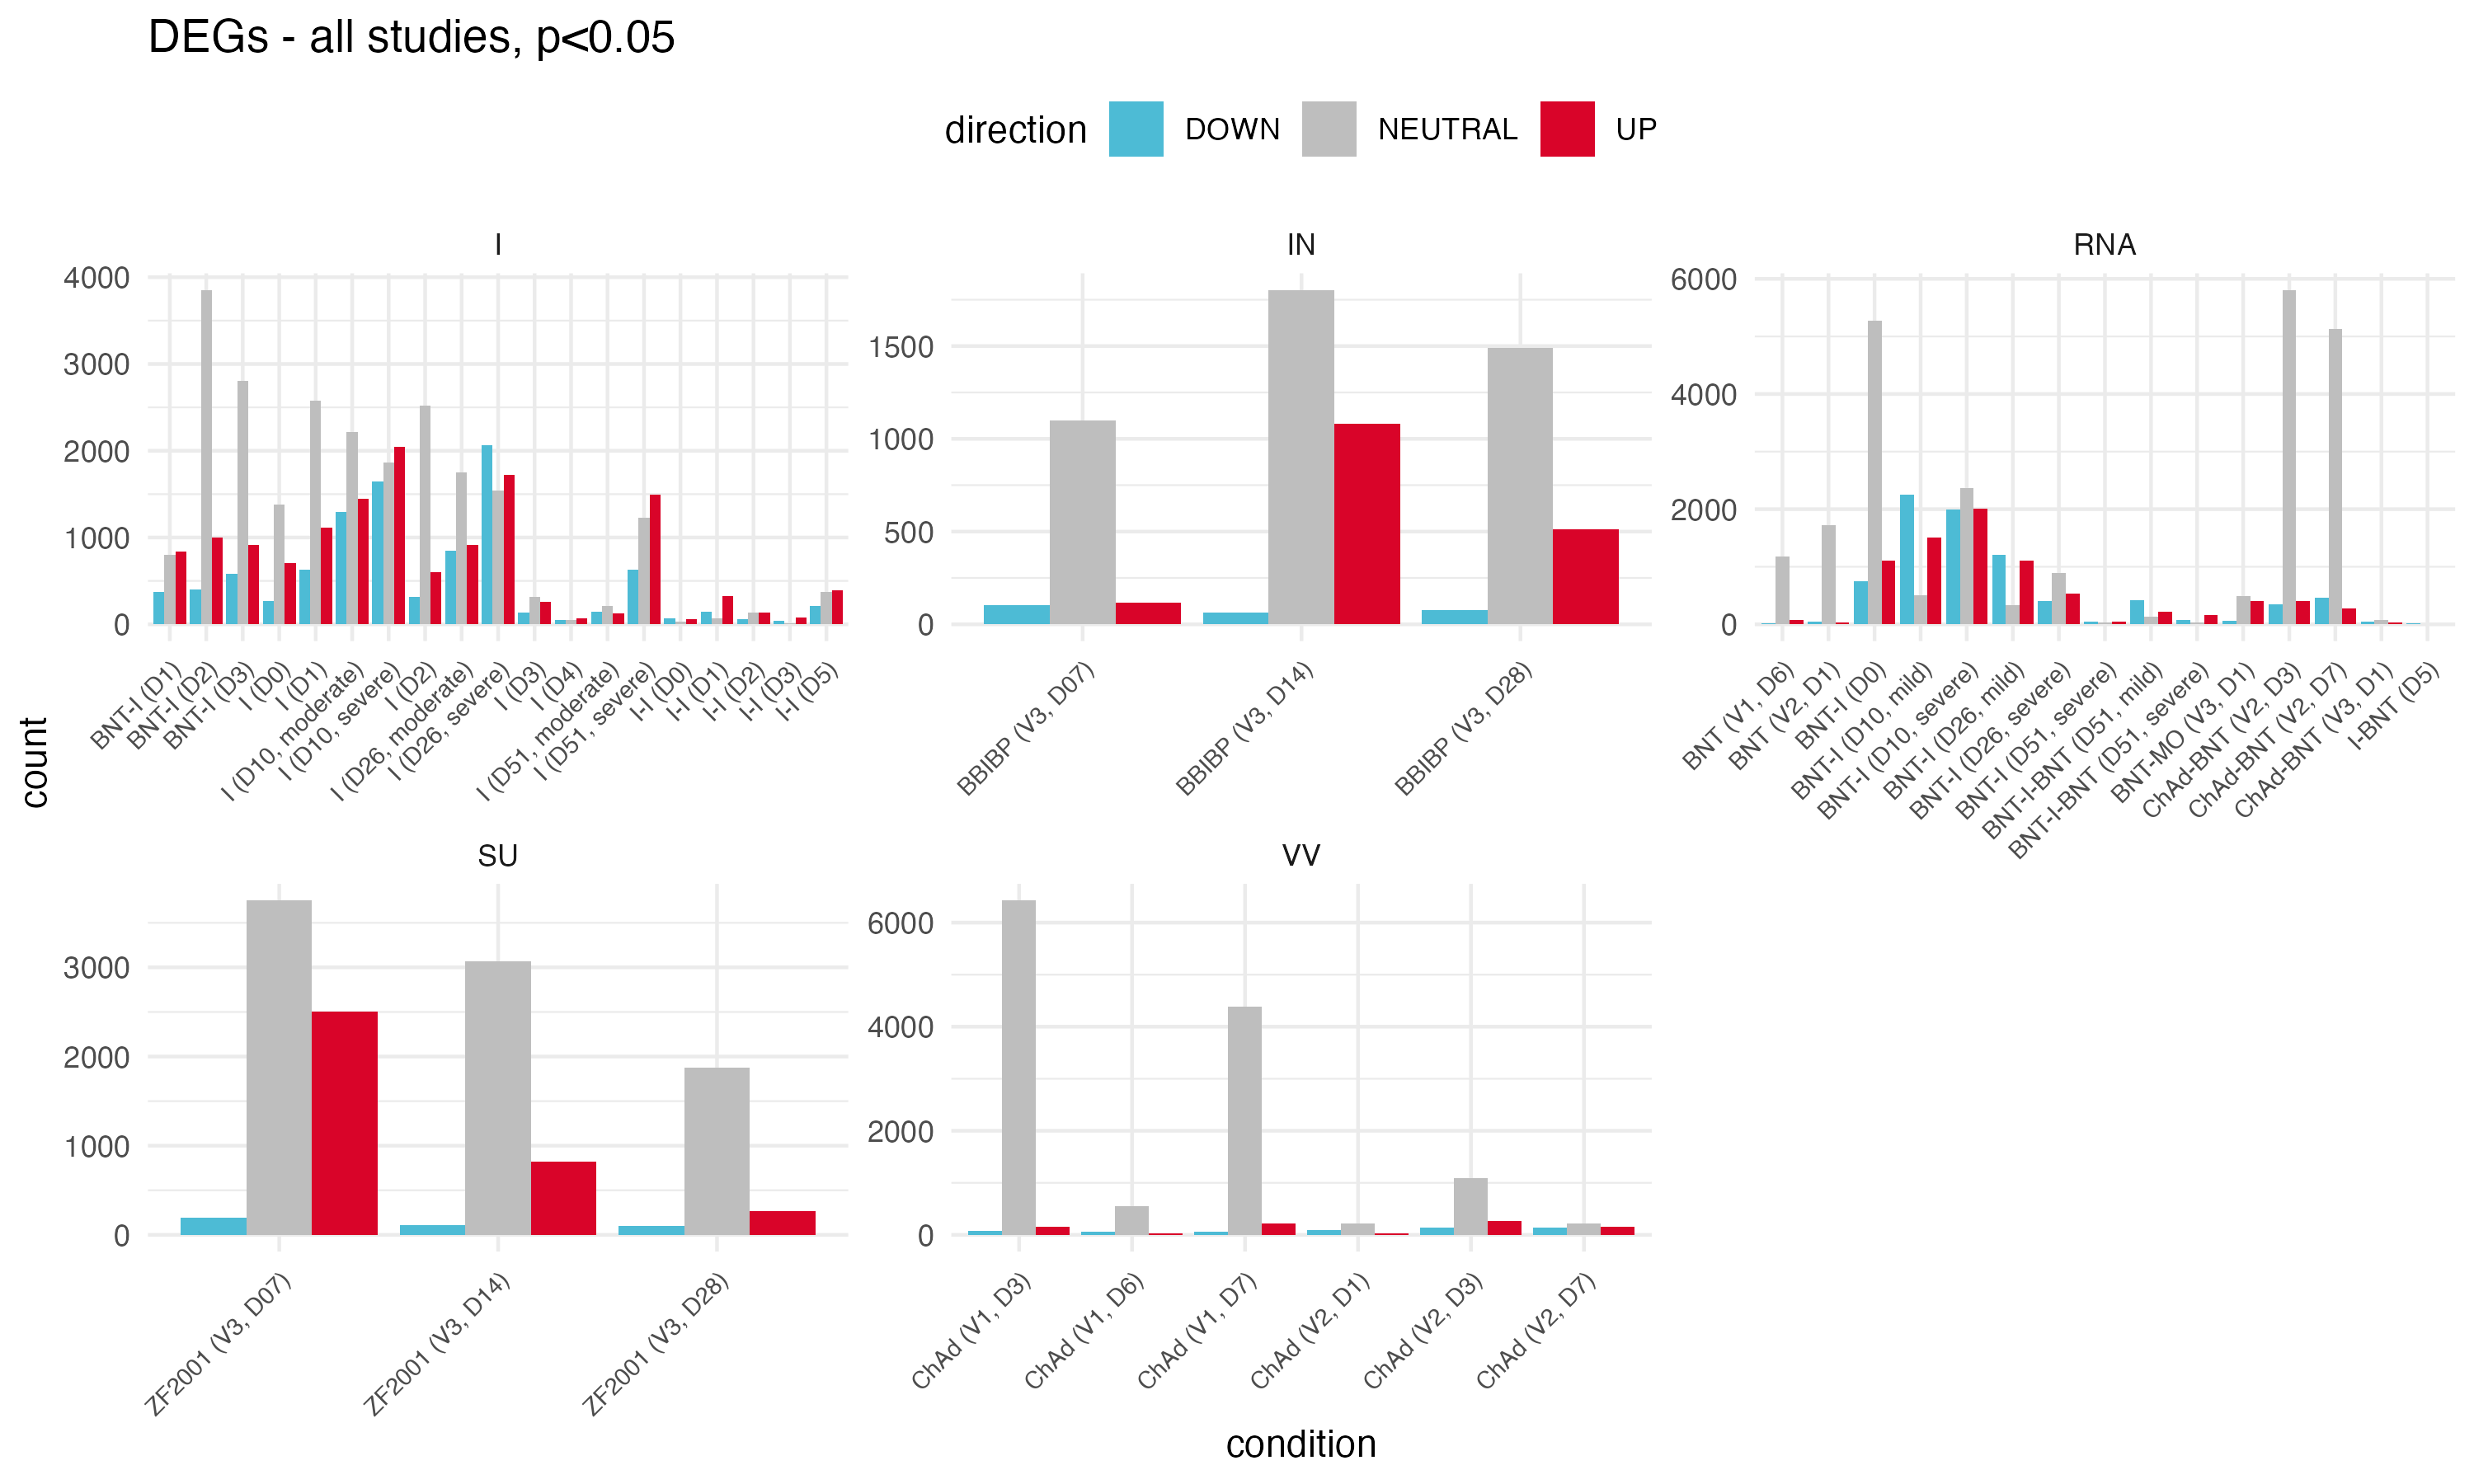 DEGs - all studies, p<0.05
direction DOWN NEUTRAL UP
I
4000
3000
2000
1000
0
BNT-I (D1)
BNT-I (D2)
BNT-I (D3)
I (D0)
I (D1)
I (D10, moderate)
I (D10, severe)
I (D2)
I (D26, moderate)
I (D26, severe)
I (D3)
I (D4)
I (D51, moderate)
I (D51, severe)
I-I (D0)
I-I (D1)
I-I (D2)
I-I (D3)
I-I (D5)
IN
1500
1000
500
0
BBIBP (V3, D07)
BBIBP (V3, D14)
BBIBP (V3, D28)
RNA
6000
4000
2000
0
BNT (V1, D6)
BNT (V2, D1)
BNT-I (D0)
BNT-I (D10, mild)
BNT-I (D10, severe)
BNT-I (D26, mild)
BNT-I (D26, severe)
BNT-I (D51, severe)
BNT-I-BNT (D51, mild)
BNT-I-BNT (D51, severe)
BNT-MO (V3, D1)
ChAd-BNT (V2, D3)
ChAd-BNT (V2, D7)
ChAd-BNT (V3, D1)
I-BNT (D5)
count
SU
3000
2000
1000
0
ZF2001 (V3, D07)
ZF2001 (V3, D14)
ZF2001 (V3, D28)
VV
6000
4000
2000
0
ChAd (V1, D3)
ChAd (V1, D6)
ChAd (V1, D7)
ChAd (V2, D1)
ChAd (V2, D3)
ChAd (V2, D7)
condition